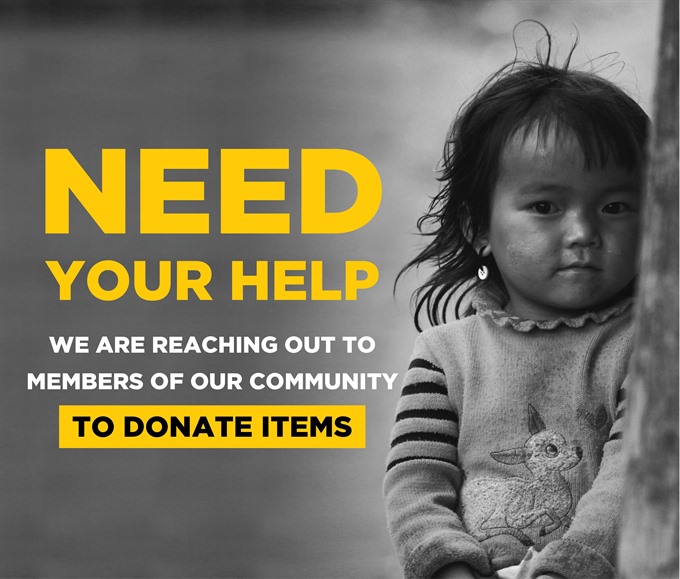 NEED
YOUR HELP
WE ARE REACHING OUT TO
MEMBERS OF OUR COMMUNITY
TO DONATE ITEMS